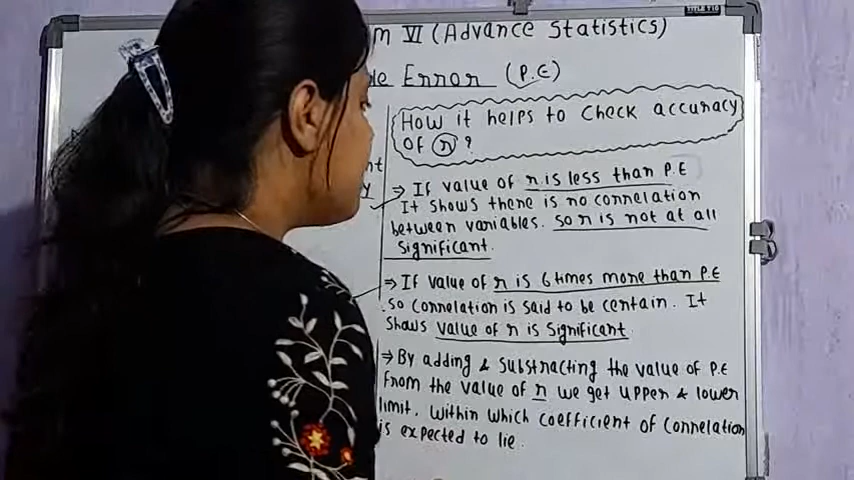 m VI (Advance Statistics)
le Error (P.E)
How it helps to check accuracy
of r ?
nt
y
⇒ If value of r is less than P.E
It shows there is no correlation
between variables. so r is not at all
significant.
⇒ If value of r is 6 times more than P.E
so correlation is said to be certain. It
shows value of r is significant.
⇒ By adding & substracting the value of P.E
from the value of r we get upper & lower
limit. within which coefficient of correlation
is expected to lie.